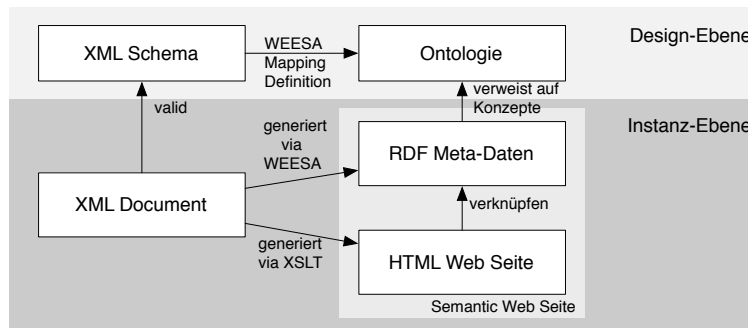 Design-Ebene
XML Schema
WEESA
Mapping
Definition
Ontologie
valid
verweist auf
Konzepte
Instanz-Ebene
generiert
via
WEESA
RDF Meta-Daten
XML Document
verknüpfen
generiert
via XSLT
HTML Web Seite
Semantic Web Seite